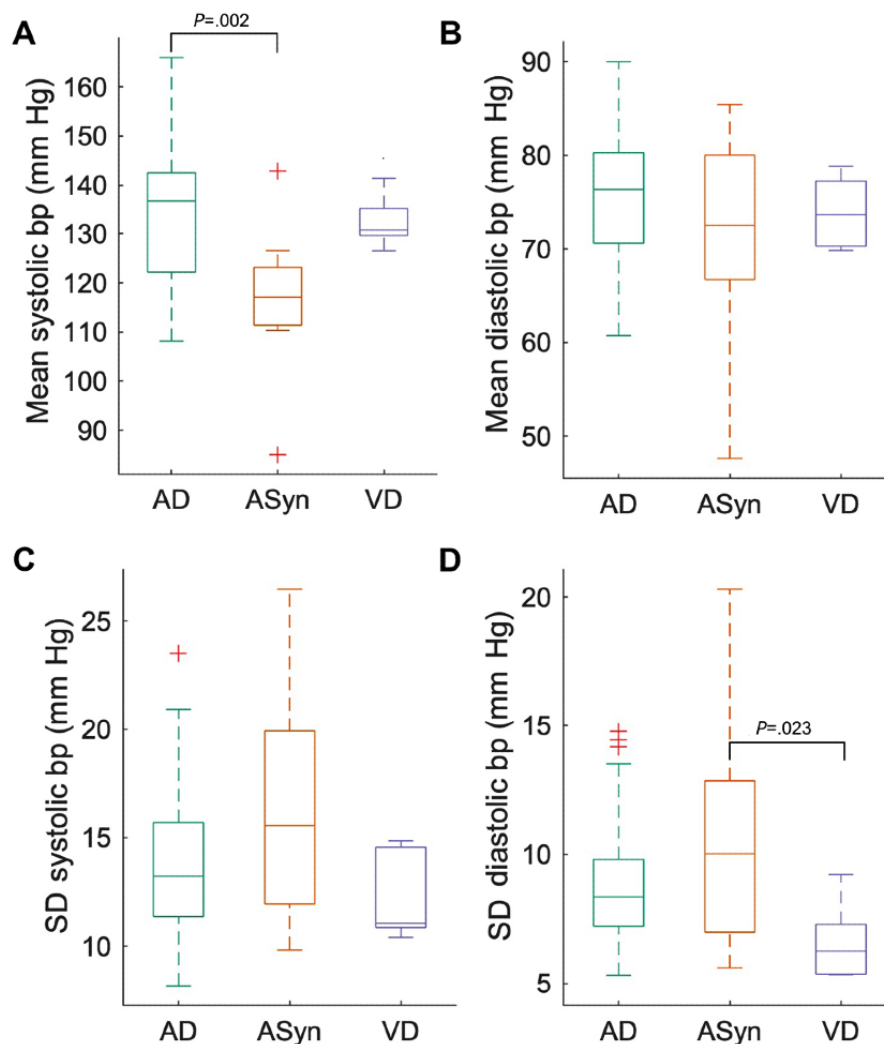 A
P=.002
Mean systolic bp (mm Hg)
160
150
140
130
120
110
100
90
AD ASyn VD
B
Mean diastolic bp (mm Hg)
90
80
70
60
50
AD ASyn VD
C
SD systolic bp (mm Hg)
25
20
15
10
AD ASyn VD
D
P=.023
SD diastolic bp (mm Hg)
20
15
10
5
AD ASyn VD